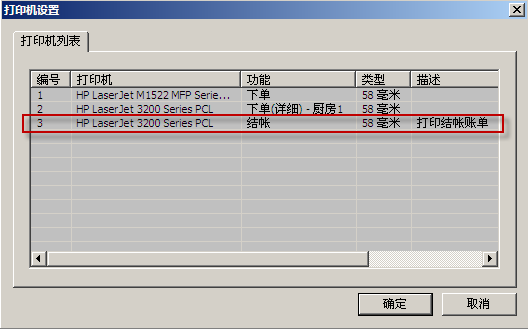 打印机设置
打印机列表
编号 打印机 功能 类型 描述
1 HP LaserJet M1522 MFP Serie... 下单 58 毫米
2 HP LaserJet 3200 Series PCL 下单(详细) - 厨房1 58 毫米
3 HP LaserJet 3200 Series PCL 结帐 58 毫米 打印结帐账单
确定 取消